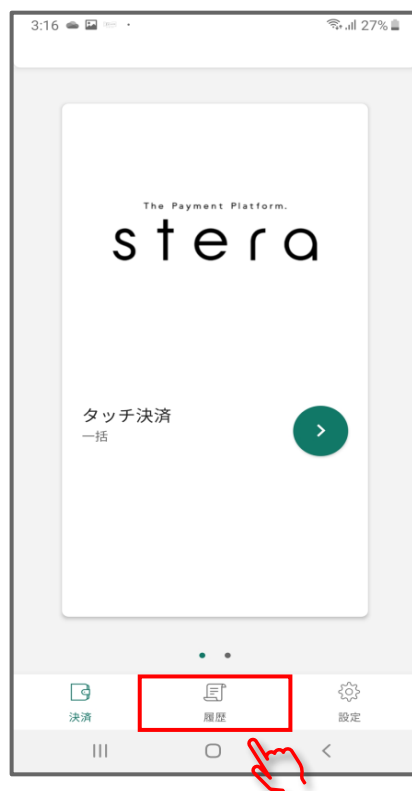 3:16 27%
The Payment Platform.
stera
タッチ決済
一括
決済 履歴 設定